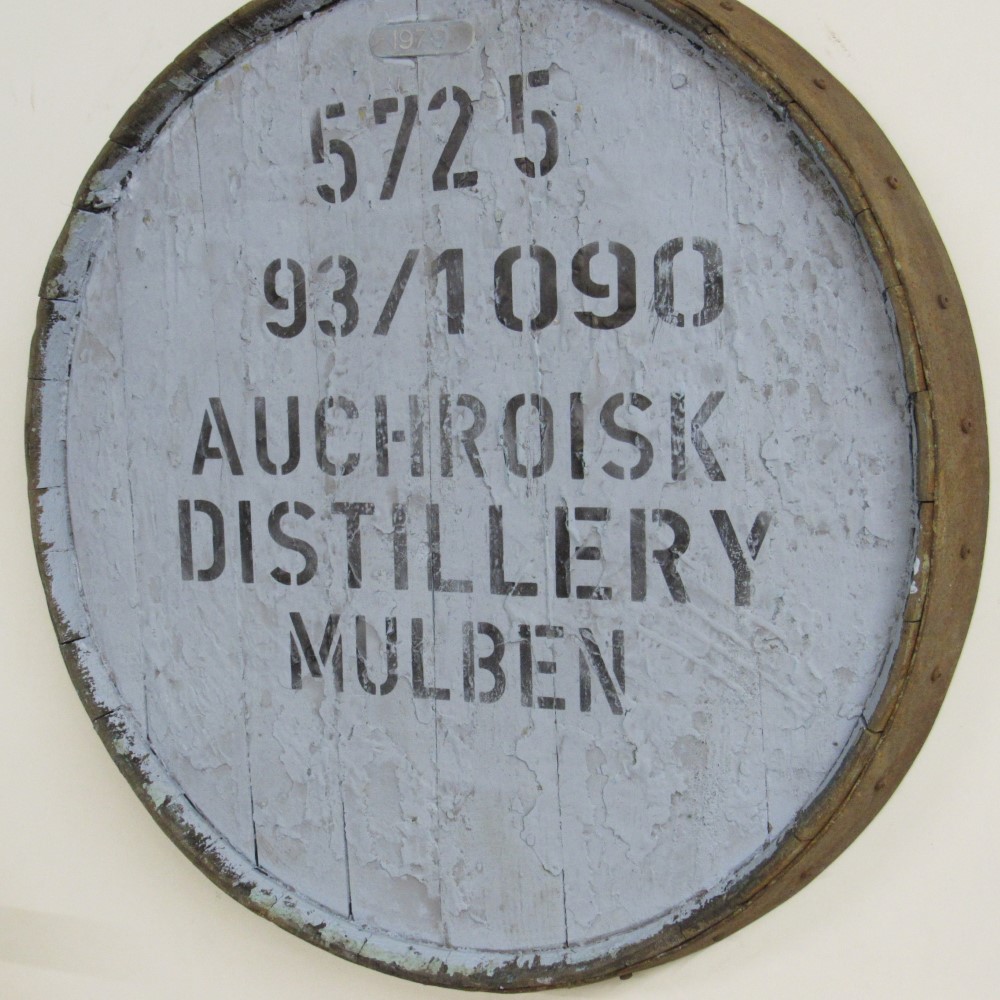 5725
93/1090
AUCHROISK
DISTILLERY
MULBEN